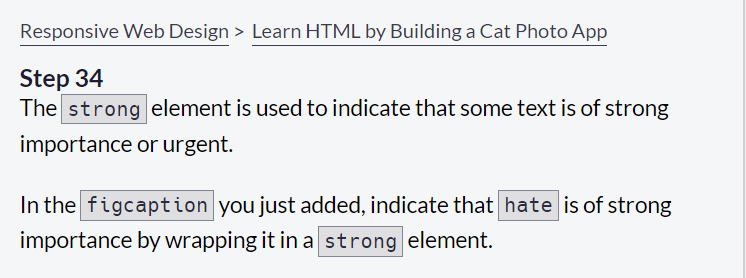 Responsive Web Design > Learn HTML by Building a Cat Photo App
Step 34
The strong element is used to indicate that some text is of strong
importance or urgent.
In the figcaption you just added, indicate that hate is of strong
importance by wrapping it in a strong element.